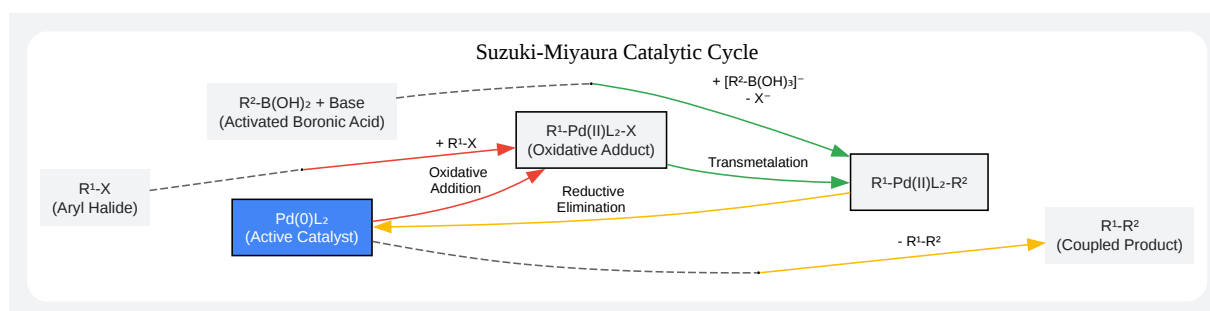 Suzuki-Miyaura Catalytic Cycle
R²-B(OH)₂ + Base
(Activated Boronic Acid)
+ [R²-B(OH)₃]⁻
- X⁻
R¹-Pd(II)L₂-X
(Oxidative Adduct)
+ R¹-X
Oxidative
Addition
Transmetalation
R¹-Pd(II)L₂-R²
R¹-X
(Aryl Halide)
Reductive
Elimination
Pd(0)L₂
(Active Catalyst)
- R¹-R²
R¹-R²
(Coupled Product)